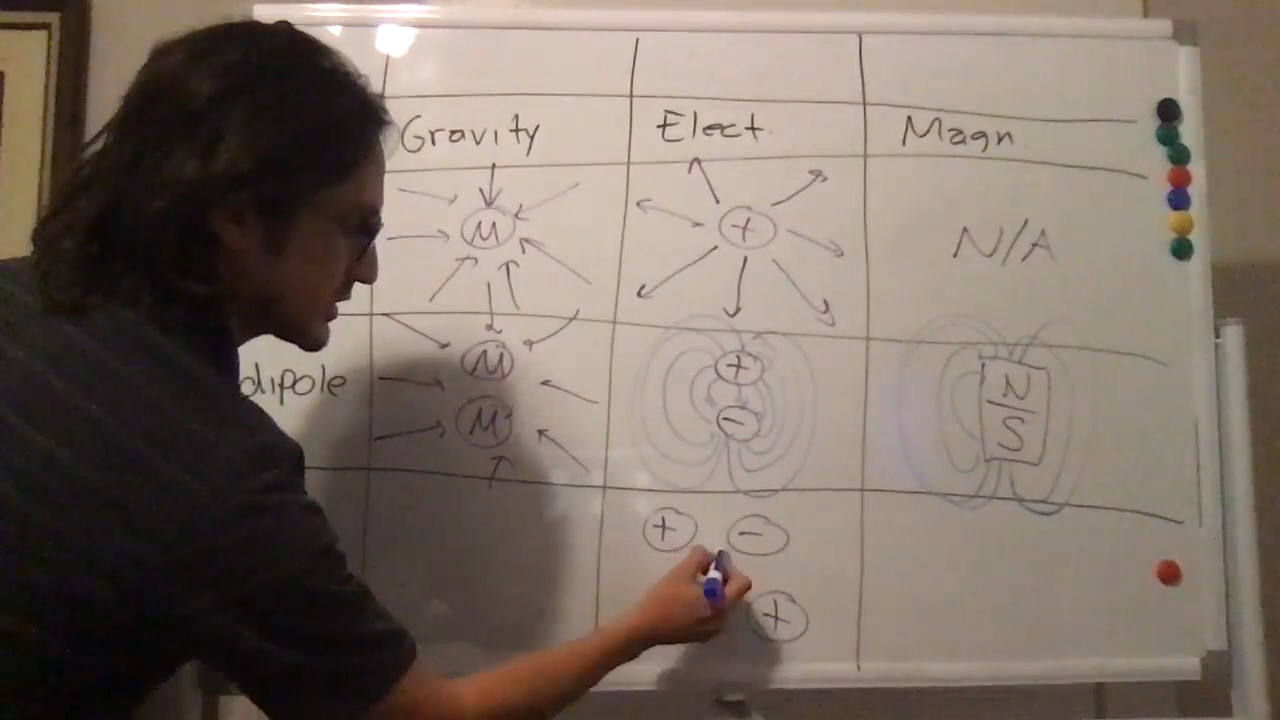 Gravity Elect. Magn.
M + N/A
dipole M + N
M - S
+ -
+